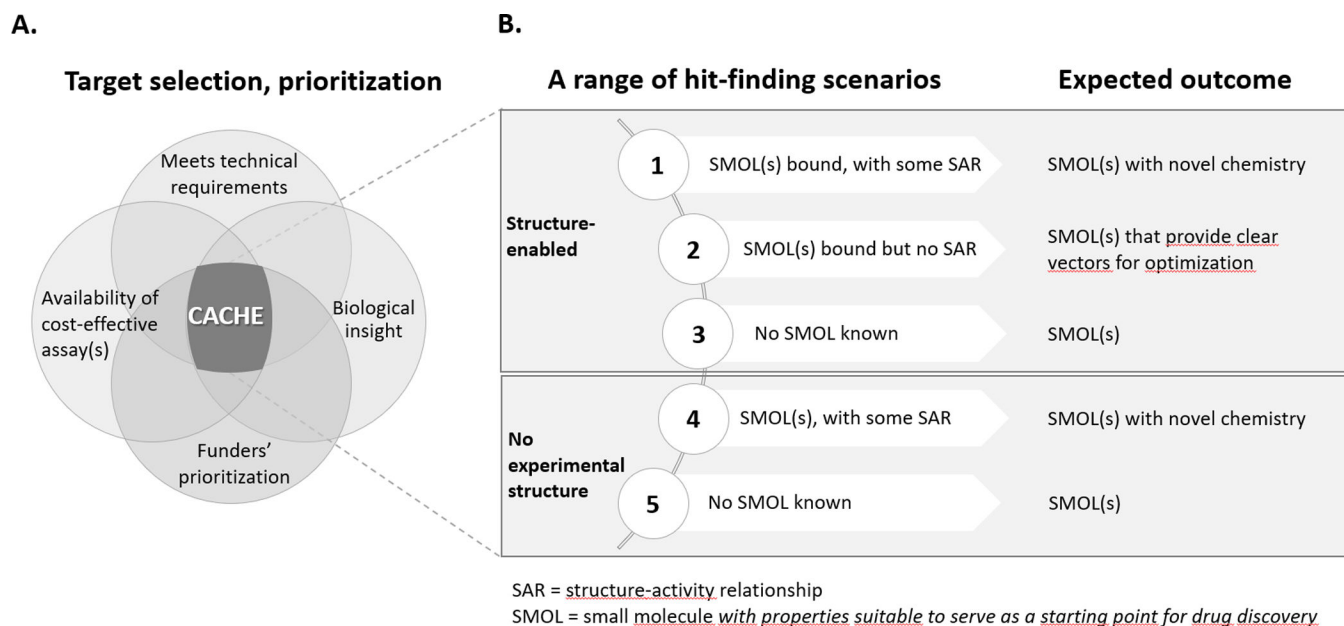 A.
Target selection, prioritization
Meets technical
requirements
Availability of
cost-effective
assay(s)
CACHE
Biological
insight
Funders’
prioritization
B.
A range of hit-finding scenarios
Expected outcome
Structure-
enabled
1
SMOL(s) bound, with some SAR
SMOL(s) with novel chemistry
2
SMOL(s) bound but no SAR
SMOL(s) that provide clear
vectors for optimization
3
No SMOL known
SMOL(s)
No
experimental
structure
4
SMOL(s), with some SAR
SMOL(s) with novel chemistry
5
No SMOL known
SMOL(s)
SAR = structure-activity relationship
SMOL = small molecule with properties suitable to serve as a starting point for drug discovery